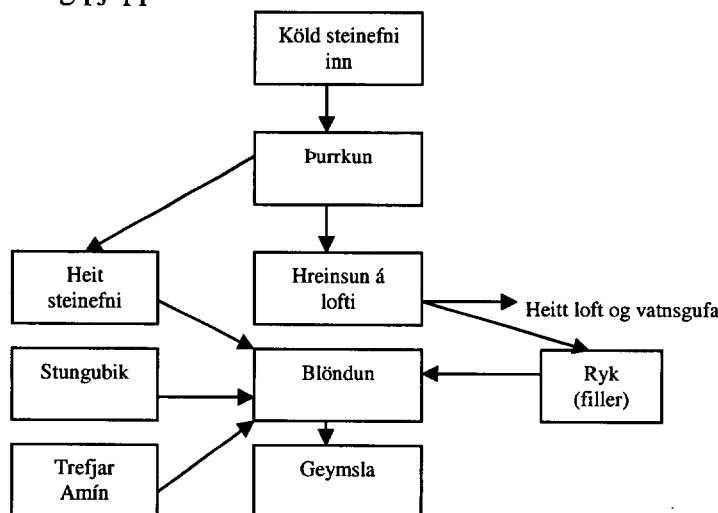 Köld steinefni
inn
Þurrkun
Heit
steinefni
Hreinsun á
lofti
Heitt loft og vatnsgufa
Stungubik
Blöndun
Ryk
(filler)
Trefjar
Amín
Geymsla